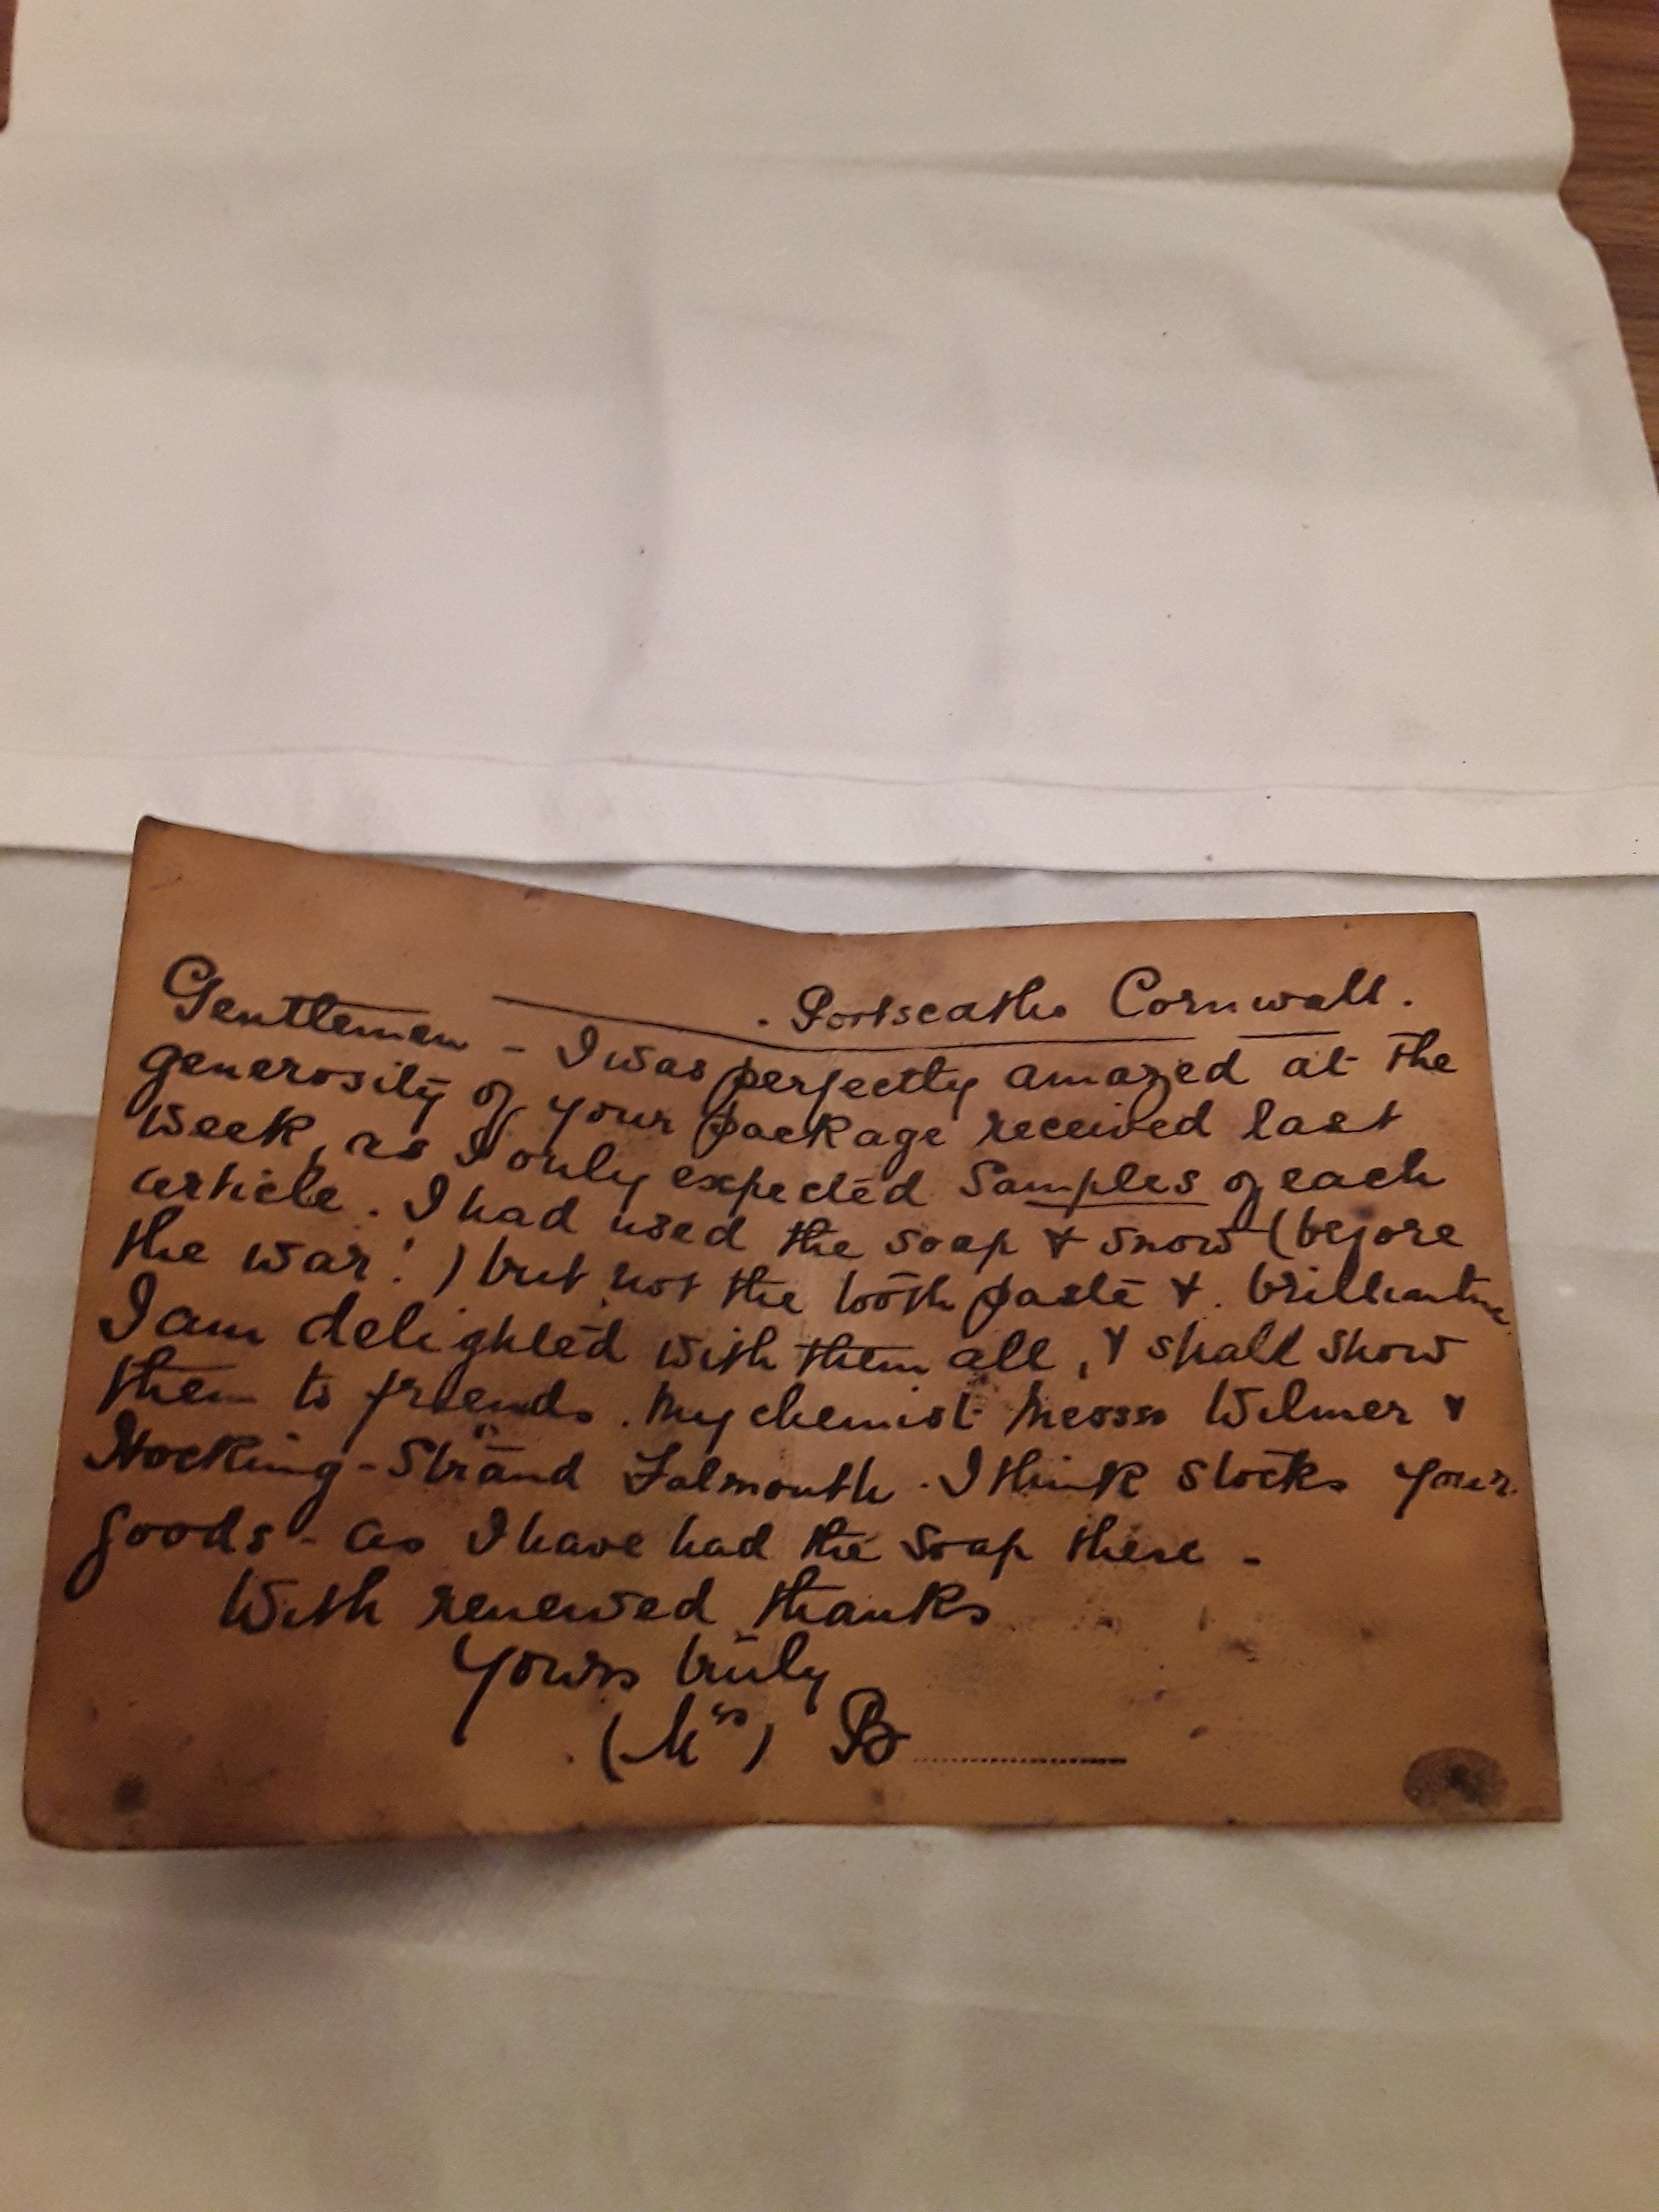 Portscatho Cornwall.
Gentlemen - I was perfectly amazed at the
generosity of your package received last
week, as I only expected Samples of each
article. I had used the soap & snow (before
the war!) but not the tooth paste & brilliantine
I am delighted with them all, & shall show
them to friends. My chemist Messrs Wilmer &
Hocking - Strand Falmouth. I think stocks your
goods - as I have had the soap there -
With renewed thanks
Yours truly
(Mrs) B..............